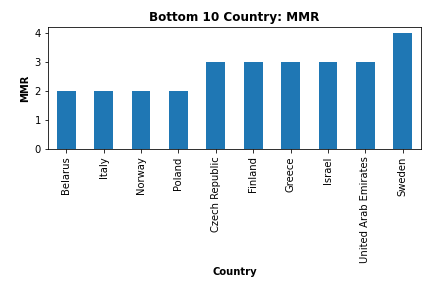 Bottom 10 Country: MMR
MMR
4
3
2
1
0
Belarus
Italy
Norway
Poland
Czech Republic
Finland
Greece
Israel
United Arab Emirates
Sweden
Country